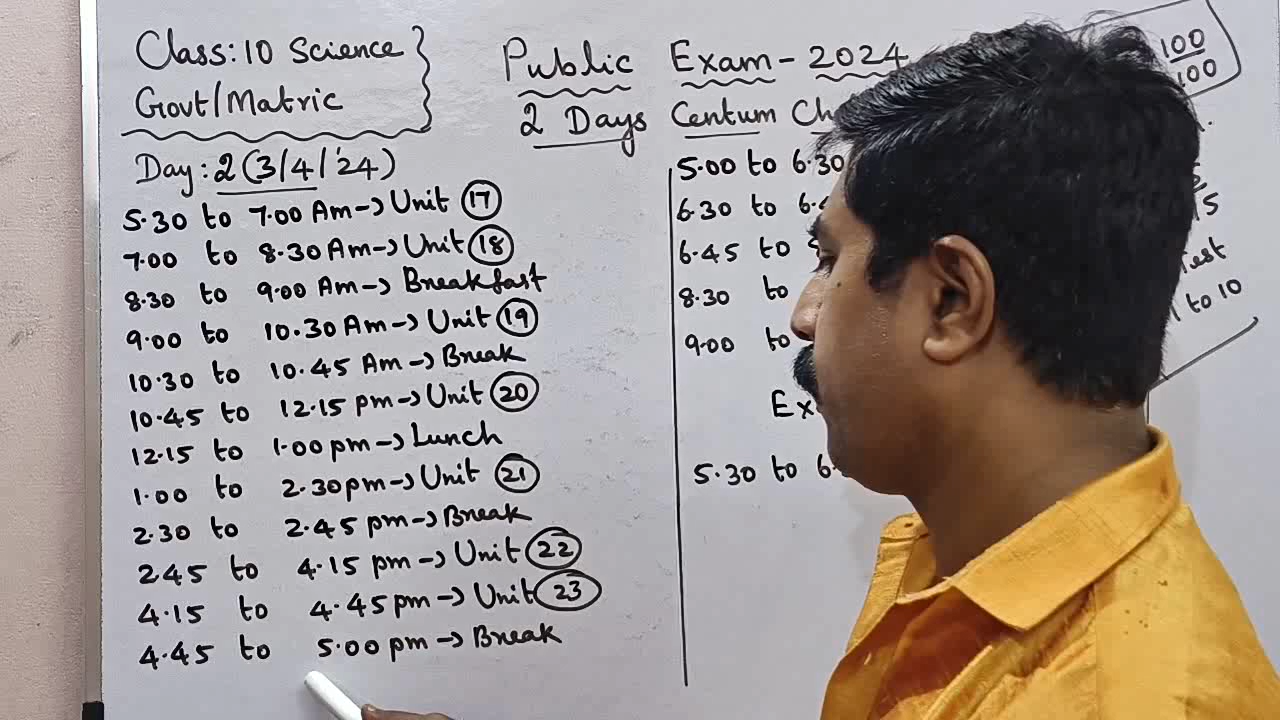 Class: 10 Science
Govt/Matric
Public Exam - 2024
2 Days Centum
100
100
Day: 2 (3/4/'24)
5.30 to 7.00 Am → Unit 17
7.00 to 8.30 Am → Unit 18
8.30 to 9.00 Am → Breakfast
9.00 to 10.30 Am → Unit 19
10.30 to 10.45 Am → Break
10.45 to 12.15 pm → Unit 20
12.15 to 1.00 pm → Lunch
1.00 to 2.30 pm → Unit 21
2.30 to 2.45 pm → Break
2.45 to 4.15 pm → Unit 22
4.15 to 4.45 pm → Unit 23
4.45 to 5.00 pm → Break
5.00 to 6.30
6.30 to
6.45 to
8.30 to
9.00 to
1 to 10
5.30 to